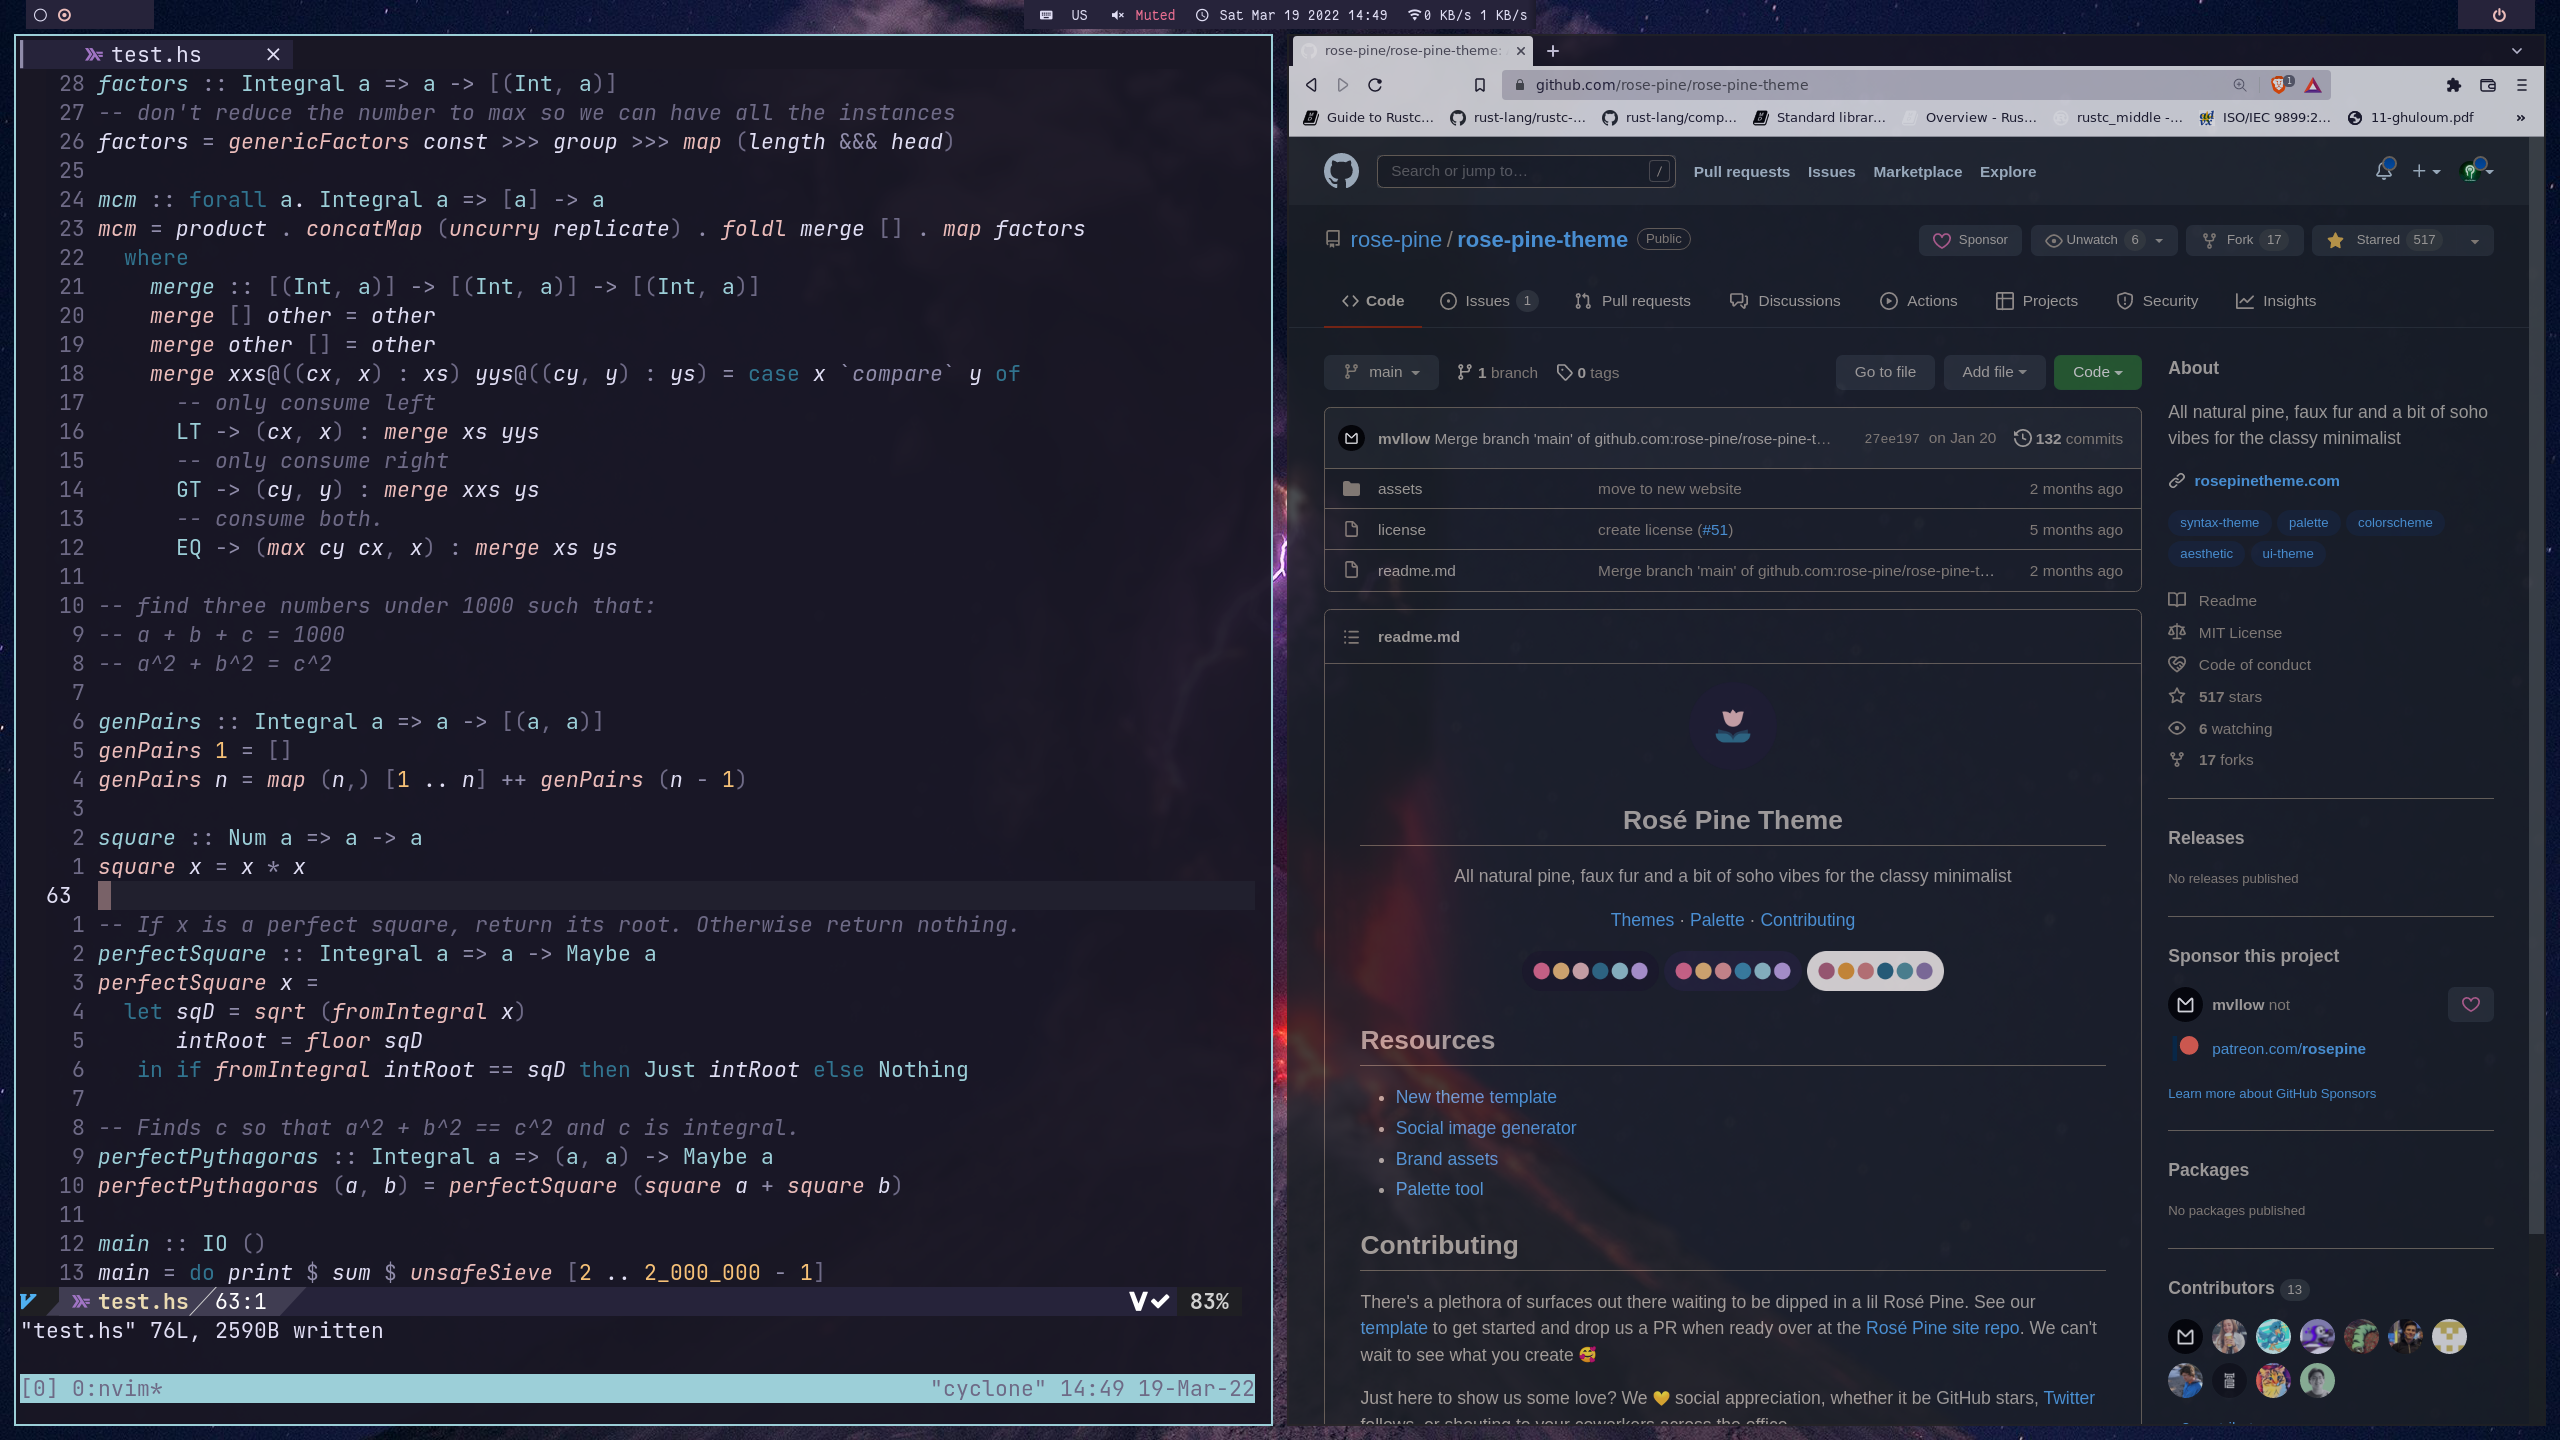 US Muted Sat Mar 19 2022 14:49 0 KB/s 1 KB/s
test.hs ×
28 factors :: Integral a => a -> [(Int, a)]
27 -- don't reduce the number to max so we can have all the instances
26 factors = genericFactors const >>> group >>> map (length &&& head)
25
24 mcm :: forall a. Integral a => [a] -> a
23 mcm = product . concatMap (uncurry replicate) . foldl merge [] . map factors
22   where
21     merge :: [(Int, a)] -> [(Int, a)] -> [(Int, a)]
20     merge [] other = other
19     merge other [] = other
18     merge xxs@((cx, x) : xs) yys@((cy, y) : ys) = case x `compare` y of
17       -- only consume left
16       LT -> (cx, x) : merge xs yys
15       -- only consume right
14       GT -> (cy, y) : merge xxs ys
13       -- consume both.
12       EQ -> (max cy cx, x) : merge xs ys
11
10 -- find three numbers under 1000 such that:
9 -- a + b + c = 1000
8 -- a^2 + b^2 = c^2
7
6 genPairs :: Integral a => a -> [(a, a)]
5 genPairs 1 = []
4 genPairs n = map (n,) [1 .. n] ++ genPairs (n - 1)
3
2 square :: Num a => a -> a
1 square x = x * x
63
1 -- If x is a perfect square, return its root. Otherwise return nothing.
2 perfectSquare :: Integral a => a -> Maybe a
3 perfectSquare x =
4   let sqD = sqrt (fromIntegral x)
5       intRoot = floor sqD
6    in if fromIntegral intRoot == sqD then Just intRoot else Nothing
7
8 -- Finds c so that a^2 + b^2 == c^2 and c is integral.
9 perfectPythagoras :: Integral a => (a, a) -> Maybe a
10 perfectPythagoras (a, b) = perfectSquare (square a + square b)
11
12 main :: IO ()
13 main = do print $ sum $ unsafeSieve [2 .. 2_000_000 - 1]
test.hs 63:1 83%
"test.hs" 76L, 2590B written
[0] 0:nvim* "cyclone" 14:49 19-Mar-22
rose-pine/rose-pine-theme: × +
github.com/rose-pine/rose-pine-theme 1
Guide to Rustc… rust-lang/rustc-… rust-lang/comp… Standard librar… Overview - Rus… rustc_middle -… ISO/IEC 9899:2… 11-ghuloum.pdf »
Search or jump to… / Pull requests Issues Marketplace Explore
rose-pine / rose-pine-theme Public Sponsor Unwatch 6 Fork 17 Starred 517
Code Issues 1 Pull requests Discussions Actions Projects Security Insights
main 1 branch 0 tags Go to file Add file Code
mvllow Merge branch 'main' of github.com:rose-pine/rose-pine-t… 27ee197 on Jan 20 132 commits
assets move to new website 2 months ago
license create license (#51) 5 months ago
readme.md Merge branch 'main' of github.com:rose-pine/rose-pine-t… 2 months ago
readme.md
Rosé Pine Theme
All natural pine, faux fur and a bit of soho vibes for the classy minimalist
Themes · Palette · Contributing
Resources
• New theme template
• Social image generator
• Brand assets
• Palette tool
Contributing
There's a plethora of surfaces out there waiting to be dipped in a lil Rosé Pine. See our
template to get started and drop us a PR when ready over at the Rosé Pine site repo. We can't
wait to see what you create 🥰
Just here to show us some love? We 💛 social appreciation, whether it be GitHub stars, Twitter
follows, or shouting to your coworkers across the office
About
All natural pine, faux fur and a bit of soho
vibes for the classy minimalist
rosepinetheme.com
syntax-theme palette colorscheme
aesthetic ui-theme
Readme
MIT License
Code of conduct
517 stars
6 watching
17 forks
Releases
No releases published
Sponsor this project
mvllow not
patreon.com/rosepine
Learn more about GitHub Sponsors
Packages
No packages published
Contributors 13